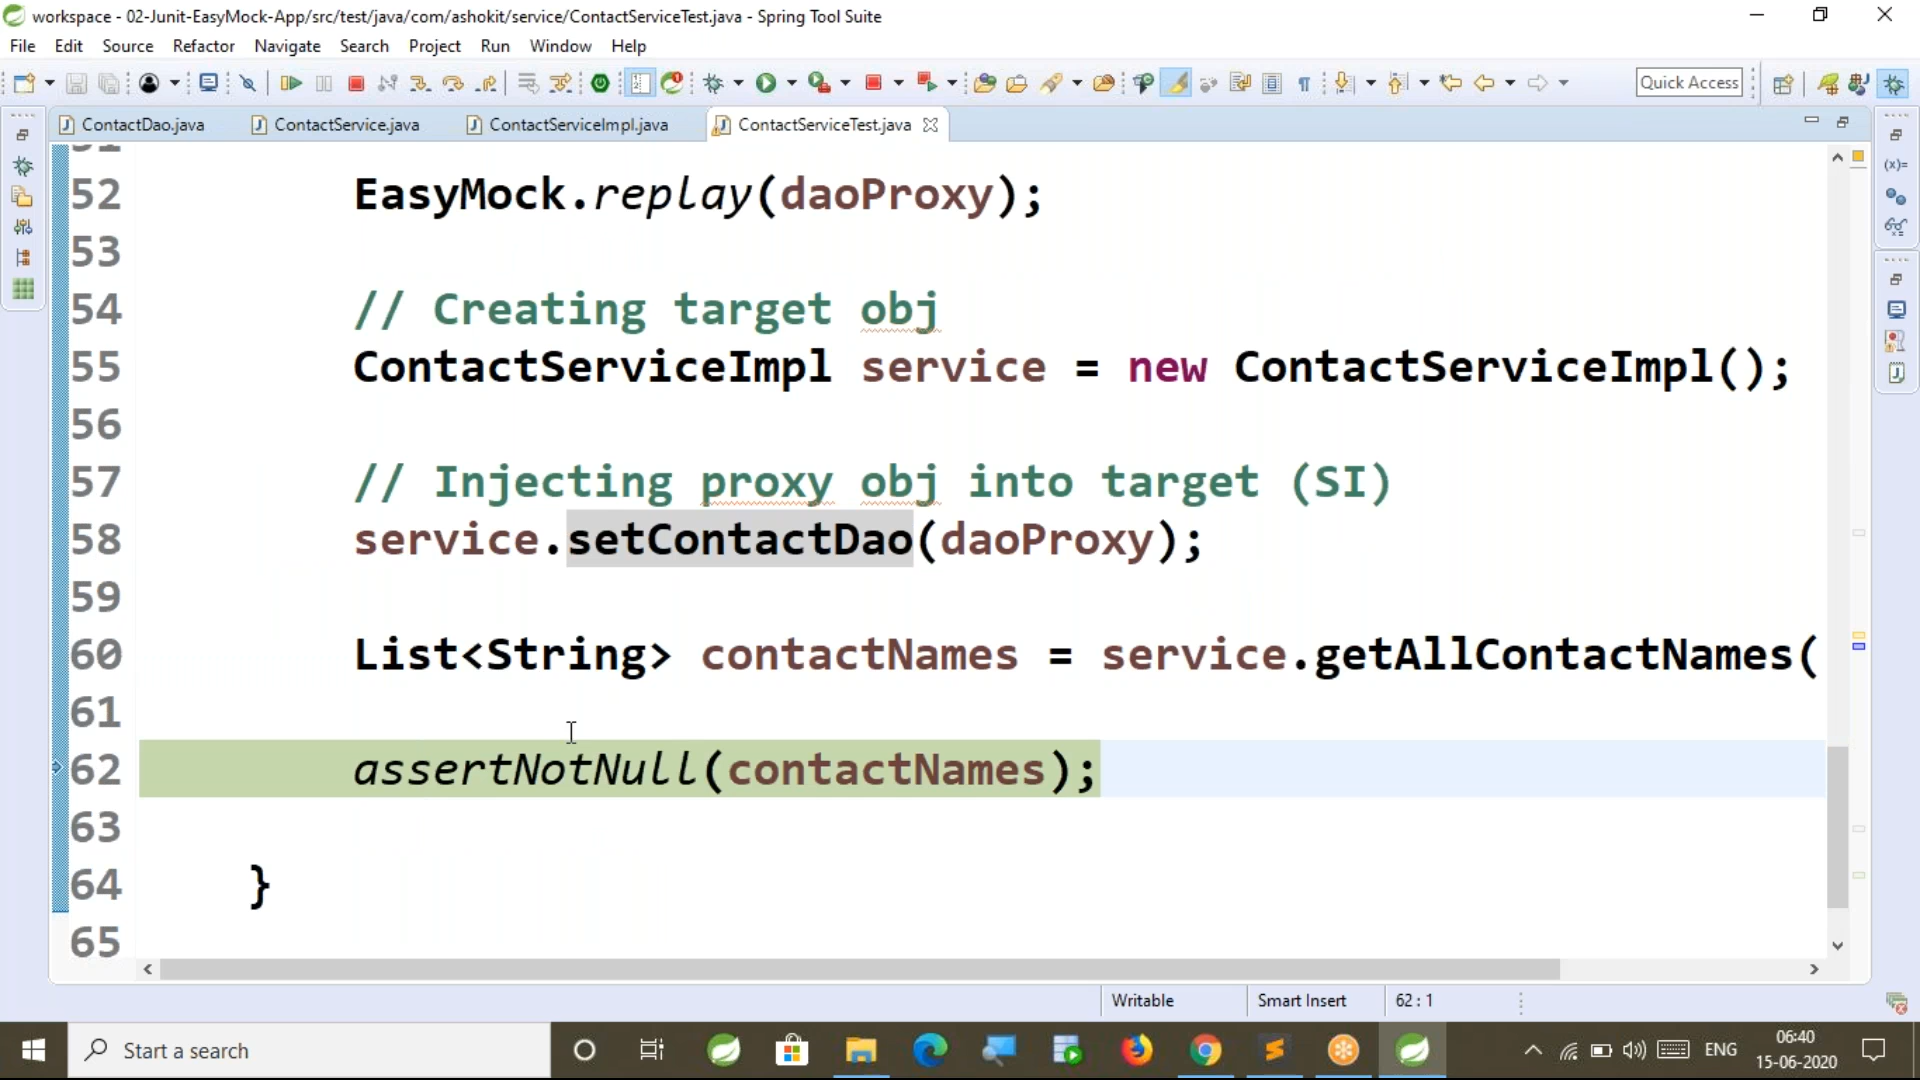 workspace - 02-Junit-EasyMock-App/src/test/java/com/ashokit/service/ContactServiceTest.java - Spring Tool Suite
File Edit Source Refactor Navigate Search Project Run Window Help
Quick Access
ContactDao.java ContactService.java ContactServiceImpl.java ContactServiceTest.java
52 EasyMock.replay(daoProxy);
53
54 // Creating target obj
55 ContactServiceImpl service = new ContactServiceImpl();
56
57 // Injecting proxy obj into target (SI)
58 service.setContactDao(daoProxy);
59
60 List<String> contactNames = service.getAllContactNames(
61
62 assertNotNull(contactNames);
63
64 }
65
Writable Smart Insert 62 : 1
Start a search
ENG
06:40
15-06-2020